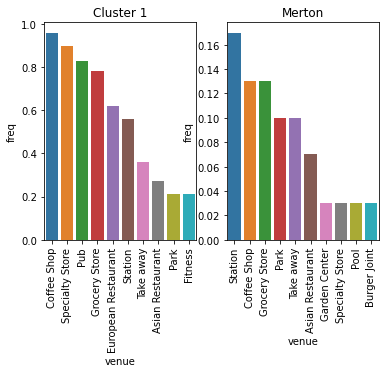 Cluster 1
1.0
0.8
0.6
0.4
0.2
0.0
freq
Coffee Shop
Specialty Store
Pub
Grocery Store
European Restaurant
Station
Take away
Asian Restaurant
Park
Fitness
venue
Merton
0.16
0.14
0.12
0.10
0.08
0.06
0.04
0.02
0.00
freq
Station
Coffee Shop
Grocery Store
Park
Take away
Asian Restaurant
Garden Center
Specialty Store
Pool
Burger Joint
venue